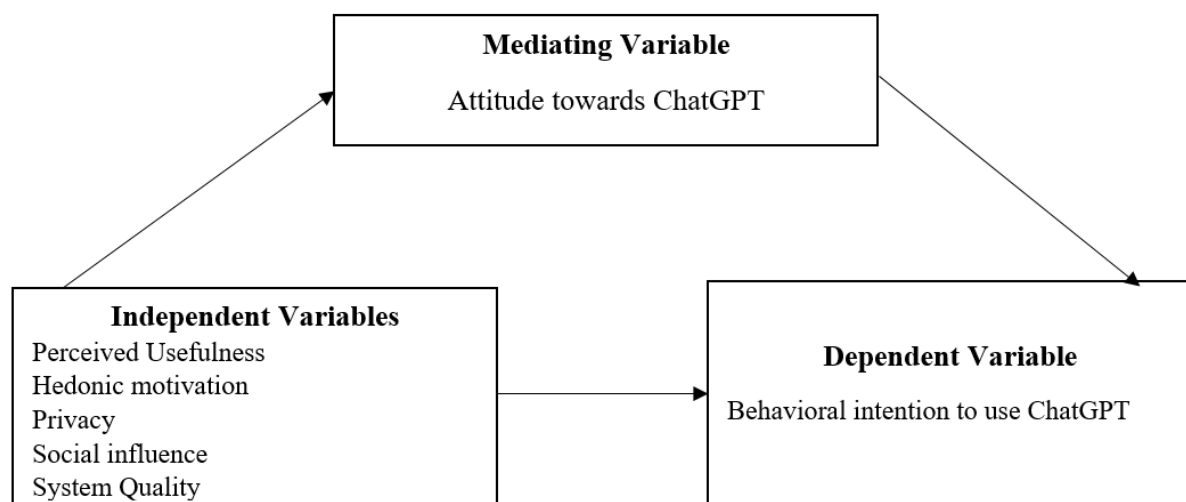 Mediating Variable
Attitude towards ChatGPT
Independent Variables
Perceived Usefulness
Hedonic motivation
Privacy
Social influence
System Quality
Dependent Variable
Behavioral intention to use ChatGPT